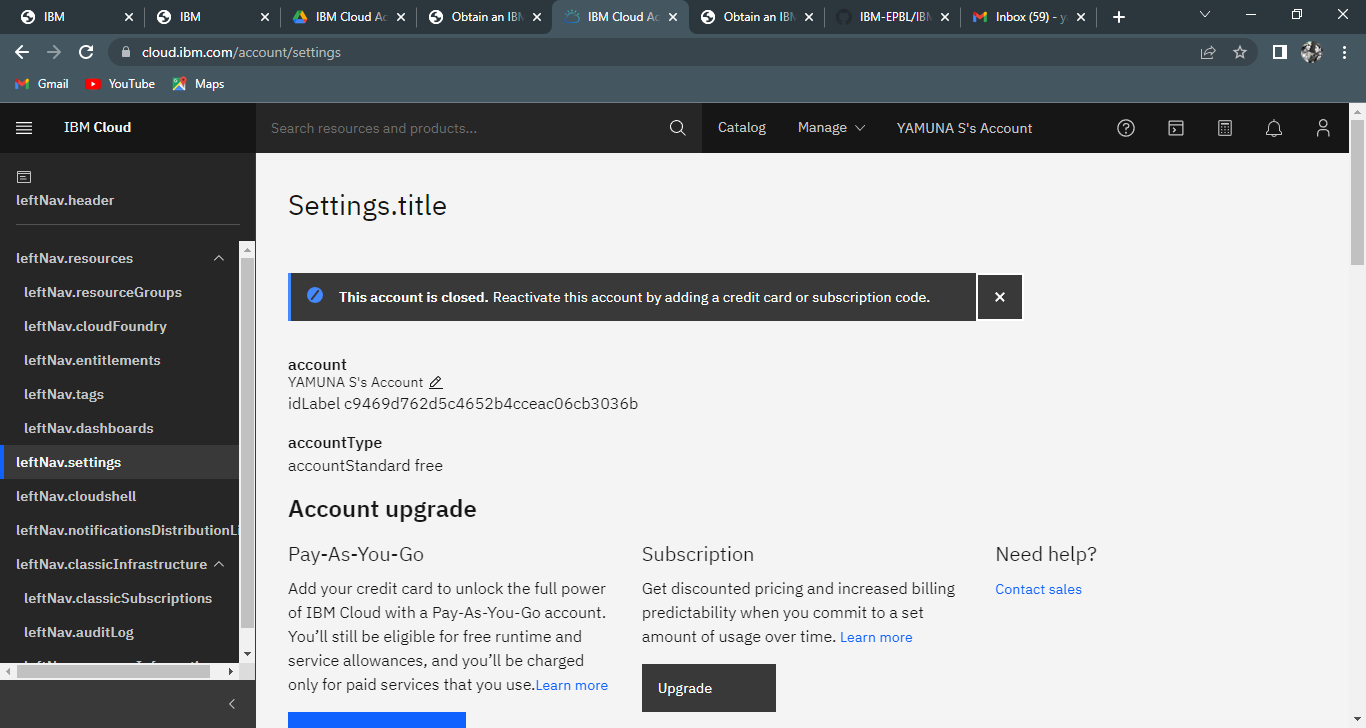 IBM
IBM
IBM Cloud Ac
Obtain an IBM
IBM Cloud Ac
Obtain an IBM
IBM-EPBL/IBM
Inbox (59) - y
cloud.ibm.com/account/settings
Gmail
YouTube
Maps
IBM Cloud
Search resources and products...
Catalog
Manage
YAMUNA S's Account
leftNav.header
leftNav.resources
leftNav.resourceGroups
leftNav.cloudFoundry
leftNav.entitlements
leftNav.tags
leftNav.dashboards
leftNav.settings
leftNav.cloudshell
leftNav.notificationsDistributionLi
leftNav.classicInfrastructure
leftNav.classicSubscriptions
leftNav.auditLog
Settings.title
This account is closed. Reactivate this account by adding a credit card or subscription code.
account
YAMUNA S's Account
idLabel c9469d762d5c4652b4cceac06cb3036b
accountType
accountStandard free
Account upgrade
Pay-As-You-Go
Add your credit card to unlock the full power
of IBM Cloud with a Pay-As-You-Go account.
You’ll still be eligible for free runtime and
service allowances, and you’ll be charged
only for paid services that you use.Learn more
Subscription
Get discounted pricing and increased billing
predictability when you commit to a set
amount of usage over time. Learn more
Upgrade
Need help?
Contact sales